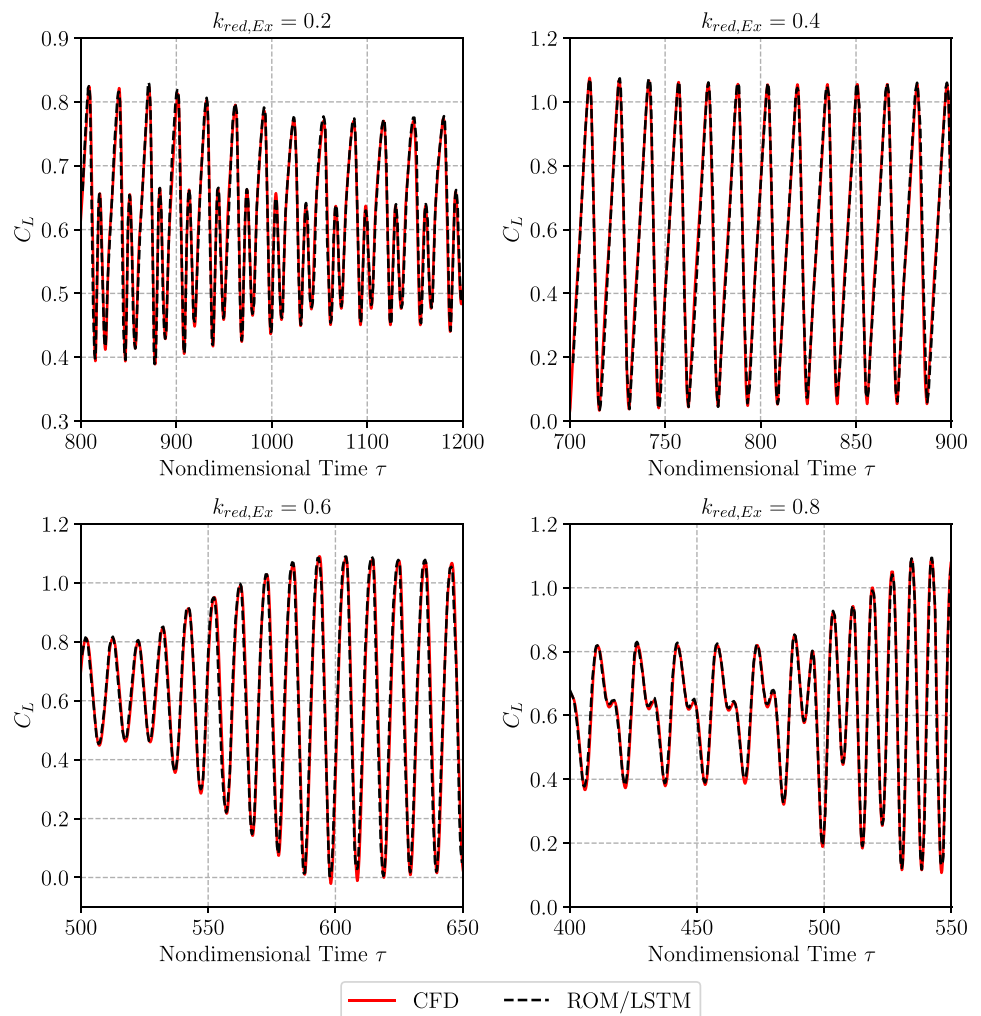 k_{red,Ex} = 0.2
0.9
0.8
0.7
0.6
0.5
0.4
0.3
C_L
800 900 1000 1100 1200
Nondimensional Time τ
k_{red,Ex} = 0.4
1.2
1.0
0.8
0.6
0.4
0.2
0.0
C_L
700 750 800 850 900
Nondimensional Time τ
k_{red,Ex} = 0.6
1.2
1.0
0.8
0.6
0.4
0.2
0.0
C_L
500 550 600 650
Nondimensional Time τ
k_{red,Ex} = 0.8
1.2
1.0
0.8
0.6
0.4
0.2
0.0
C_L
400 450 500 550
Nondimensional Time τ
CFD ROM/LSTM